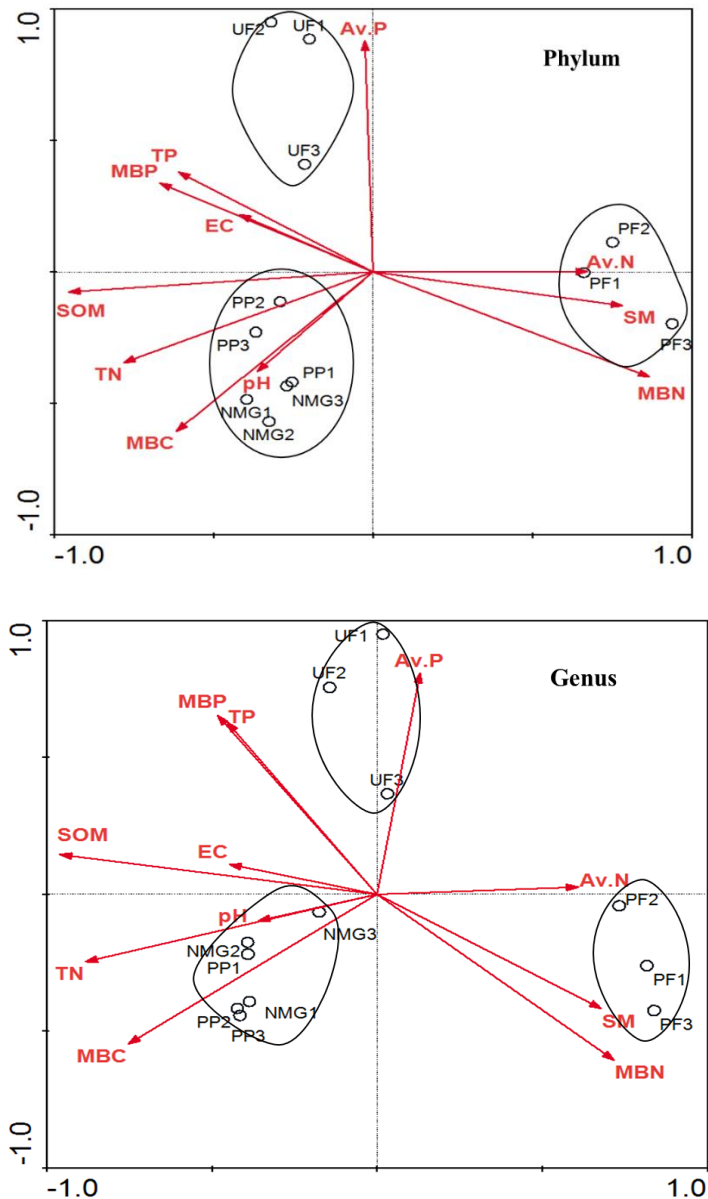 1.0
UF2
UF1
Av.P
Phylum
UF3
TP
MBP
EC
PF2
Av.N
PF1
SOM
PP2
SM
PP3
PF3
TN
PP1
pH
MBN
NMG3
NMG1
MBC
NMG2
-1.0
-1.0
1.0
1.0
UF1
Av.P
UF2
Genus
MBP
TP
UF3
SOM
EC
Av.N
PF2
pH
NMG3
NMG2
PP1
TN
PF1
NMG1
PP2
SM
PF3
PP3
MBC
MBN
-1.0
-1.0
1.0